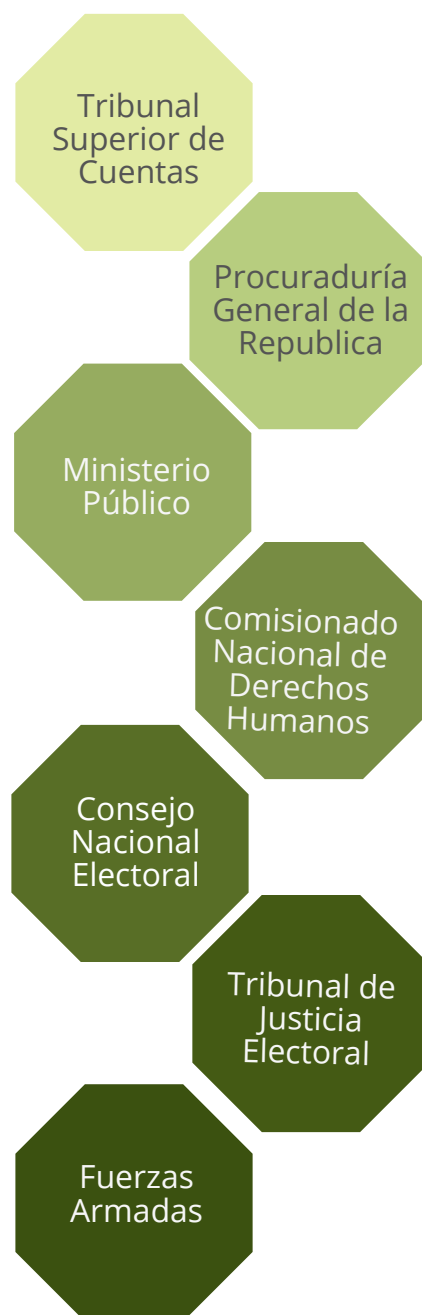 Tribunal
Superior de
Cuentas
Procuraduría
General de la
Republica
Ministerio
Público
Comisionado
Nacional de
Derechos
Humanos
Consejo
Nacional
Electoral
Tribunal de
Justicia
Electoral
Fuerzas
Armadas